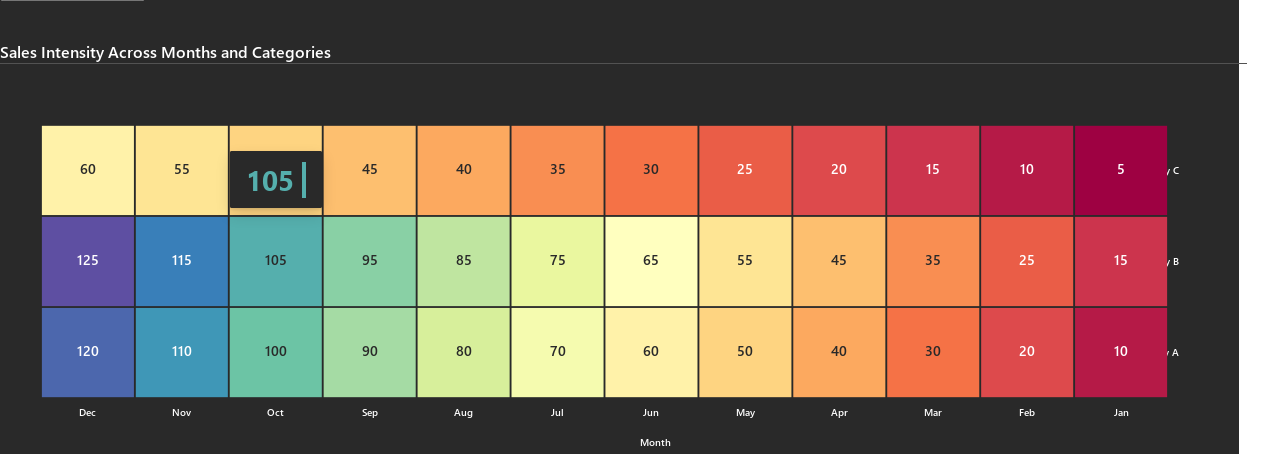 Sales Intensity Across Months and Categories
60 55 45 40 35 30 25 20 15 10 5 C
105
125 115 105 95 85 75 65 55 45 35 25 15 B
120 110 100 90 80 70 60 50 40 30 20 10 A
Dec Nov Oct Sep Aug Jul Jun May Apr Mar Feb Jan
Month